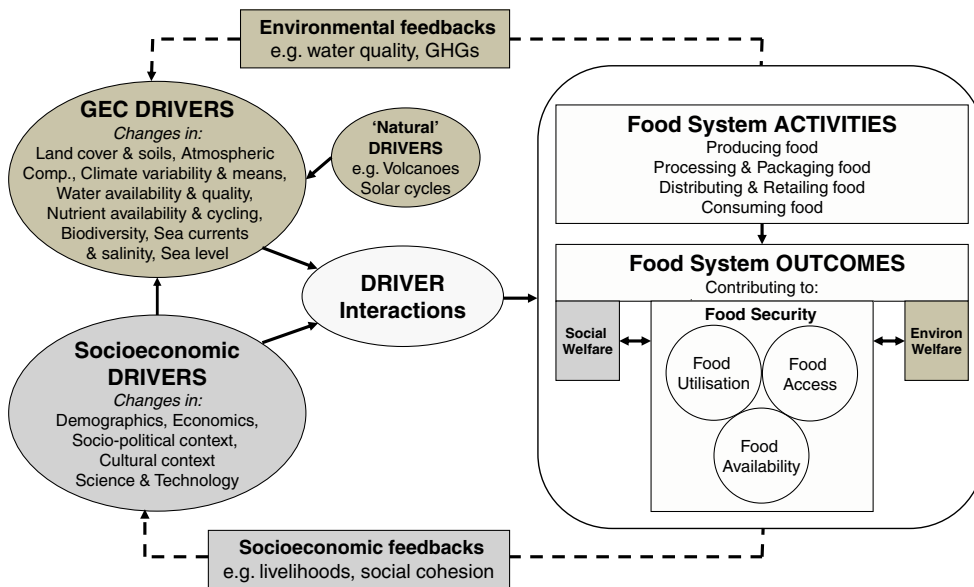 Environmental feedbacks
e.g. water quality, GHGs
GEC DRIVERS
Changes in:
Land cover & soils, Atmospheric
Comp., Climate variability & means,
Water availability & quality,
Nutrient availability & cycling,
Biodiversity, Sea currents
& salinity, Sea level
‘Natural’
DRIVERS
e.g. Volcanoes
Solar cycles
DRIVER
Interactions
Socioeconomic
DRIVERS
Changes in:
Demographics, Economics,
Socio-political context,
Cultural context
Science & Technology
Socioeconomic feedbacks
e.g. livelihoods, social cohesion
Food System ACTIVITIES
Producing food
Processing & Packaging food
Distributing & Retailing food
Consuming food
Food System OUTCOMES
Contributing to:
Social
Welfare
Food Security
Food
Utilisation
Food
Access
Food
Availability
Environ
Welfare